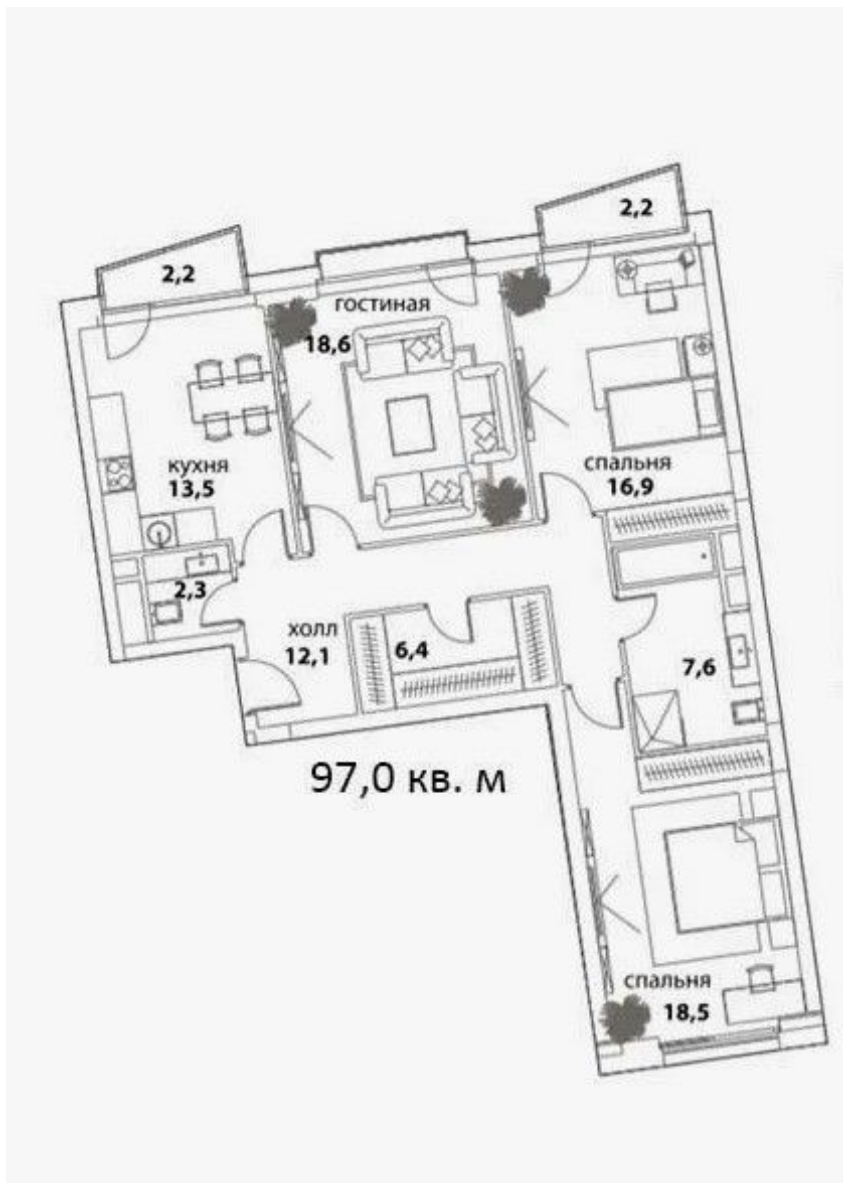 2,2
2,2
гостиная
18,6
кухня
13,5
спальня
16,9
2,3
холл
12,1
6,4
7,6
97,0 кв. м
спальня
18,5